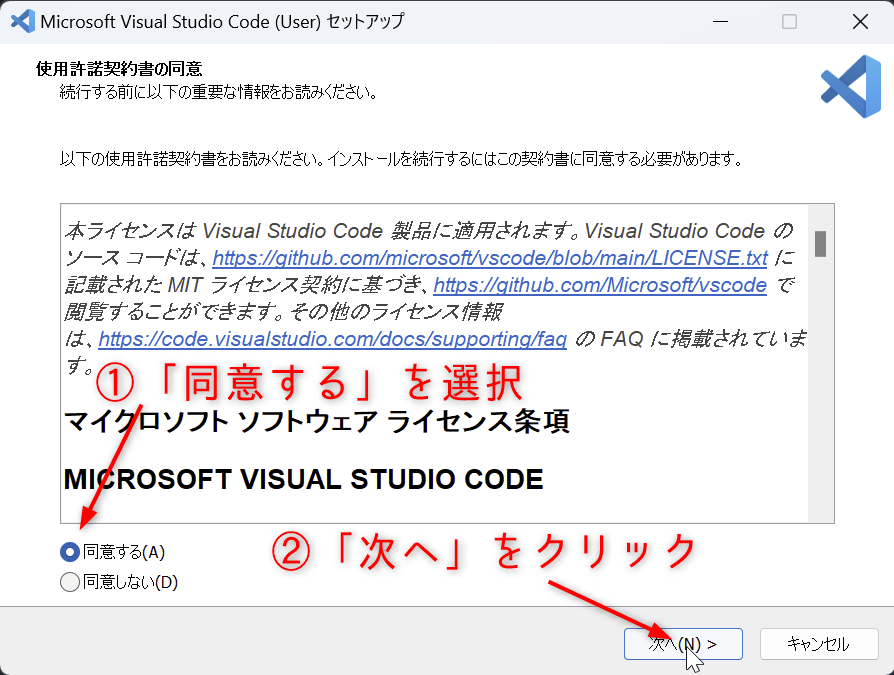 Microsoft Visual Studio Code (User) セットアップ
使用許諾契約書の同意
続行する前に以下の重要な情報をお読みください。
以下の使用許諾契約書をお読みください。インストールを続行するにはこの契約書に同意する必要があります。
本ライセンスは Visual Studio Code 製品に適用されます。Visual Studio Code の
ソース コードは、https://github.com/microsoft/vscode/blob/main/LICENSE.txt に
記載された MIT ライセンス契約に基づき、https://github.com/Microsoft/vscode で
閲覧することができます。その他のライセンス情報
は、https://code.visualstudio.com/docs/supporting/faq の FAQ に掲載されていま
す。
①「同意する」を選択
マイクロソフト ソフトウェア ライセンス条項
MICROSOFT VISUAL STUDIO CODE
同意する(A)
②「次へ」をクリック
同意しない(D)
次へ(N) >
キャンセル